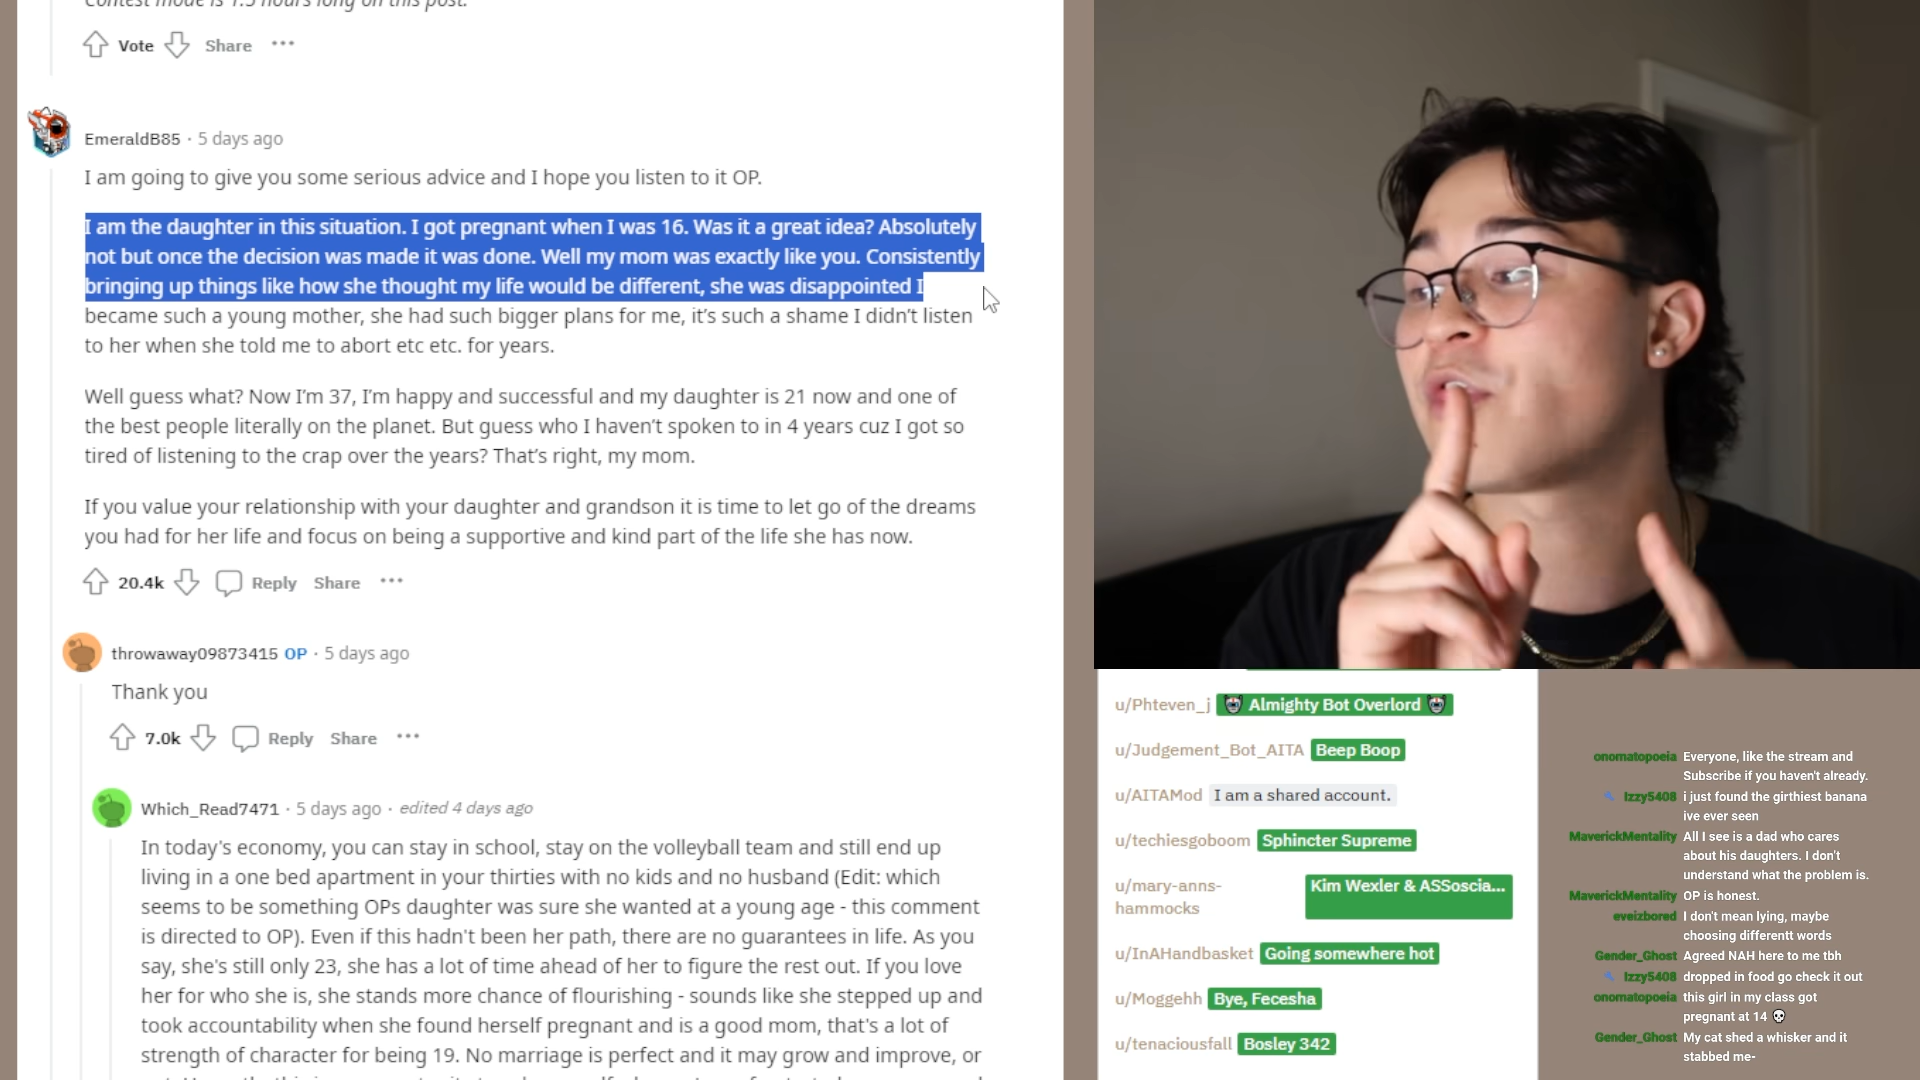 Contest mode is 1.5 hours long on this post.
Vote Share
EmeraldB85 · 5 days ago
I am going to give you some serious advice and I hope you listen to it OP.
I am the daughter in this situation. I got pregnant when I was 16. Was it a great idea? Absolutely
not but once the decision was made it was done. Well my mom was exactly like you. Consistently
bringing up things like how she thought my life would be different, she was disappointed I
became such a young mother, she had such bigger plans for me, it’s such a shame I didn’t listen
to her when she told me to abort etc etc. for years.
Well guess what? Now I’m 37, I’m happy and successful and my daughter is 21 now and one of
the best people literally on the planet. But guess who I haven’t spoken to in 4 years cuz I got so
tired of listening to the crap over the years? That’s right, my mom.
If you value your relationship with your daughter and grandson it is time to let go of the dreams
you had for her life and focus on being a supportive and kind part of the life she has now.
20.4k Reply Share
throwaway09873415 OP · 5 days ago
Thank you
7.0k Reply Share
Which_Read7471 · 5 days ago · edited 4 days ago
In today's economy, you can stay in school, stay on the volleyball team and still end up
living in a one bed apartment in your thirties with no kids and no husband (Edit: which
seems to be something OPs daughter was sure she wanted at a young age - this comment
is directed to OP). Even if this hadn't been her path, there are no guarantees in life. As you
say, she's still only 23, she has a lot of time ahead of her to figure the rest out. If you love
her for who she is, she stands more chance of flourishing - sounds like she stepped up and
took accountability when she found herself pregnant and is a good mom, that's a lot of
strength of character for being 19. No marriage is perfect and it may grow and improve, or
u/Phteven_j Almighty Bot Overlord
u/Judgement_Bot_AITA Beep Boop
u/AITAMod I am a shared account.
u/techiesgoboom Sphincter Supreme
u/mary-anns-
hammocks Kim Wexler & ASSoscia...
u/InAHandbasket Going somewhere hot
u/Moggehh Bye, Fecesha
u/tenaciousfall Bosley 342
onomatopoeia Everyone, like the stream and
Subscribe if you haven't already.
Izzy5408 i just found the girthiest banana
ive ever seen
MaverickMentality All I see is a dad who cares
about his daughters. I don't
understand what the problem is.
MaverickMentality OP is honest.
eveizbored I don't mean lying, maybe
choosing differentt words
Gender_Ghost Agreed NAH here to me tbh
Izzy5408 dropped in food go check it out
onomatopoeia this girl in my class got
pregnant at 14 💀
Gender_Ghost My cat shed a whisker and it
stabbed me-